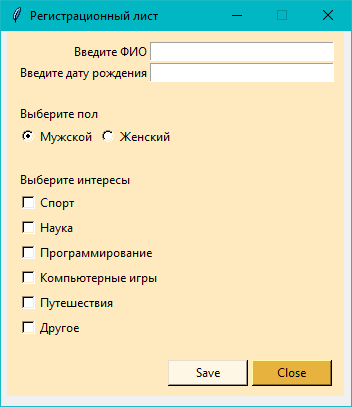 Регистрационный лист
Введите ФИО
Введите дату рождения
Выберите пол
Мужской Женский
Выберите интересы
Спорт
Наука
Программирование
Компьютерные игры
Путешествия
Другое
Save Close